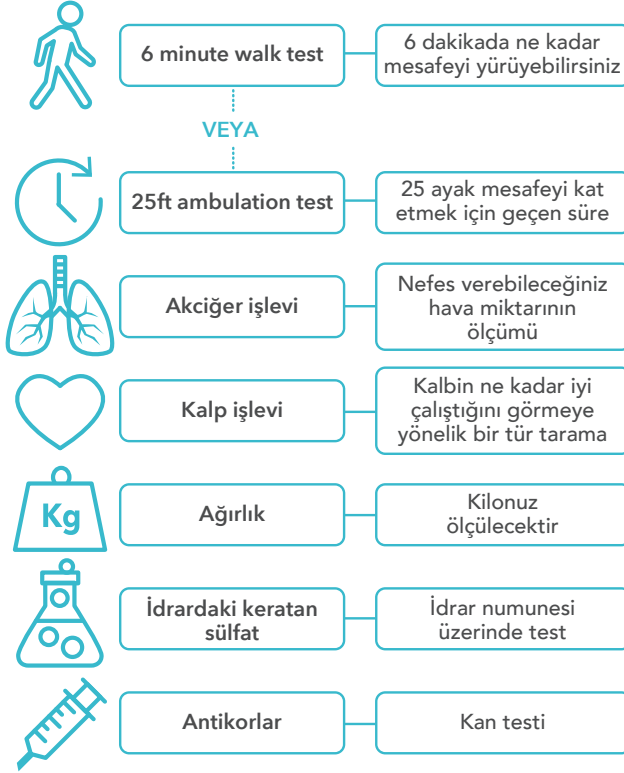 6 minute walk test
6 dakikada ne kadar
mesafeyi yürüyebilirsiniz
VEYA
25ft ambulation test
25 ayak mesafeyi kat
etmek için geçen süre
Akciğer işlevi
Nefes verebileceğiniz
hava miktarının
ölçümü
Kalp işlevi
Kalbin ne kadar iyi
çalıştığını görmeye
yönelik bir tür tarama
Kg
Ağırlık
Kilonuz
ölçülecektir
İdrardaki keratan
sülfat
İdrar numunesi
üzerinde test
Antikorlar
Kan testi